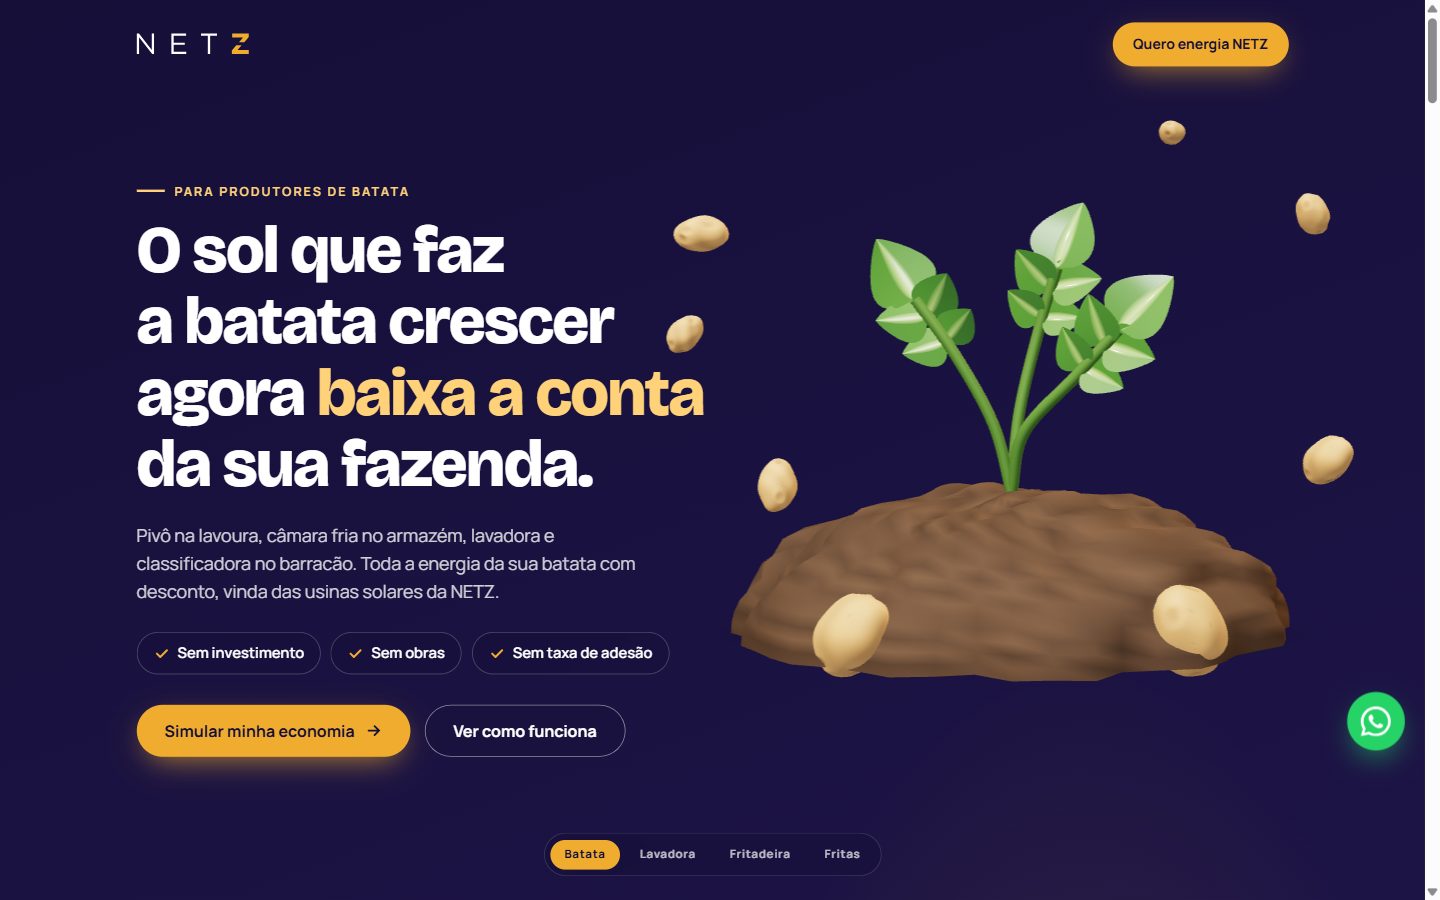 NETZ
Quero energia NETZ
PARA PRODUTORES DE BATATA
O sol que faz
a batata crescer
agora baixa a conta
da sua fazenda.
Pivô na lavoura, câmara fria no armazém, lavadora e
classificadora no barracão. Toda a energia da sua batata com
desconto, vinda das usinas solares da NETZ.
Sem investimento
Sem obras
Sem taxa de adesão
Simular minha economia
Ver como funciona
Batata
Lavadora
Fritadeira
Fritas